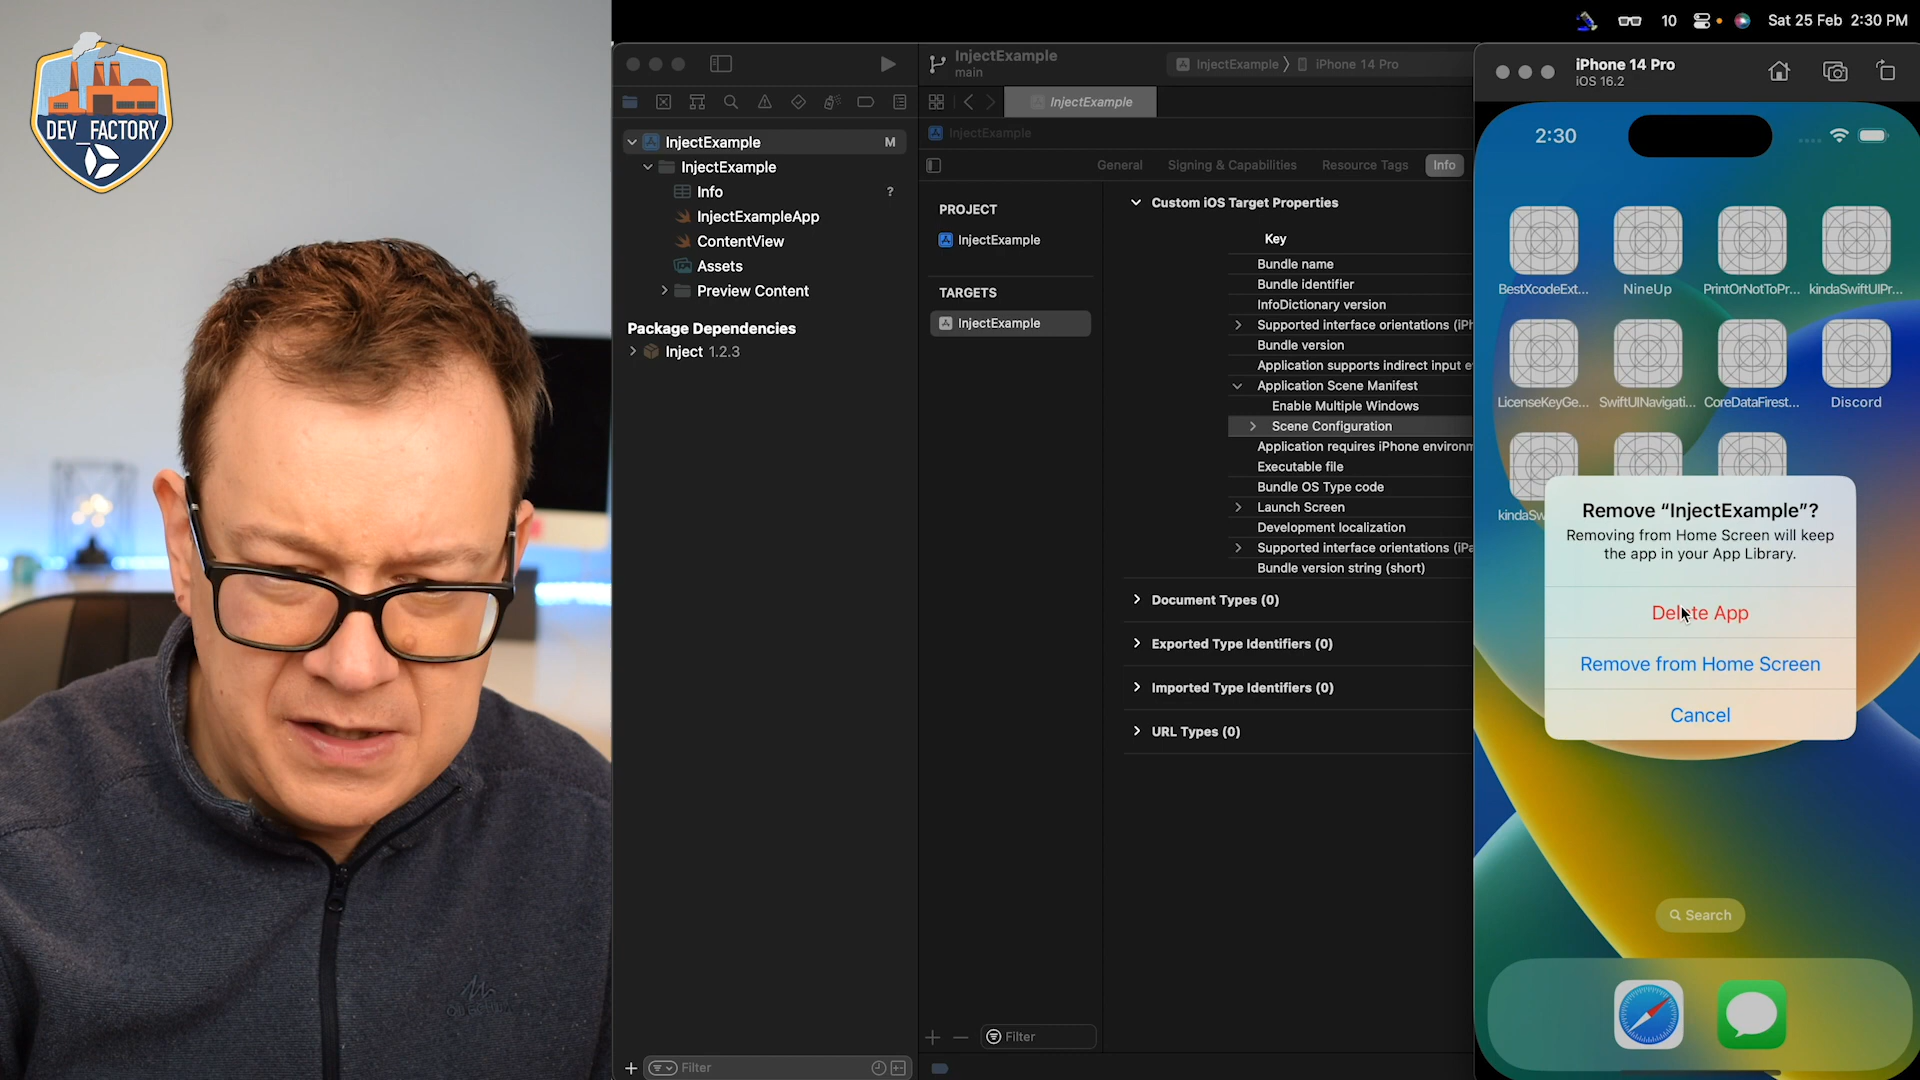 DEV_FACTORY
10
Sat 25 Feb 2:30 PM
InjectExample
main
InjectExample
iPhone 14 Pro
iPhone 14 Pro
iOS 16.2
InjectExample
InjectExample
InjectExample
M
InjectExample
Info
?
InjectExampleApp
ContentView
Assets
Preview Content
Package Dependencies
Inject 1.2.3
Filter
General
Signing & Capabilities
Resource Tags
Info
PROJECT
InjectExample
TARGETS
InjectExample
Filter
Custom iOS Target Properties
Key
Bundle name
Bundle identifier
InfoDictionary version
Supported interface orientations (iPh
Bundle version
Application supports indirect input e
Application Scene Manifest
Enable Multiple Windows
Scene Configuration
Application requires iPhone environm
Executable file
Bundle OS Type code
Launch Screen
Development localization
Supported interface orientations (iPa
Bundle version string (short)
Document Types (0)
Exported Type Identifiers (0)
Imported Type Identifiers (0)
URL Types (0)
2:30
BestXcodeExt...
NineUp
PrintOrNotToPr...
kindaSwiftUIPr...
LicenseKeyGe...
SwiftUINavigati...
CoreDataFirest...
Discord
kindaSw
Remove “InjectExample”?
Removing from Home Screen will keep
the app in your App Library.
Delete App
Remove from Home Screen
Cancel
Search